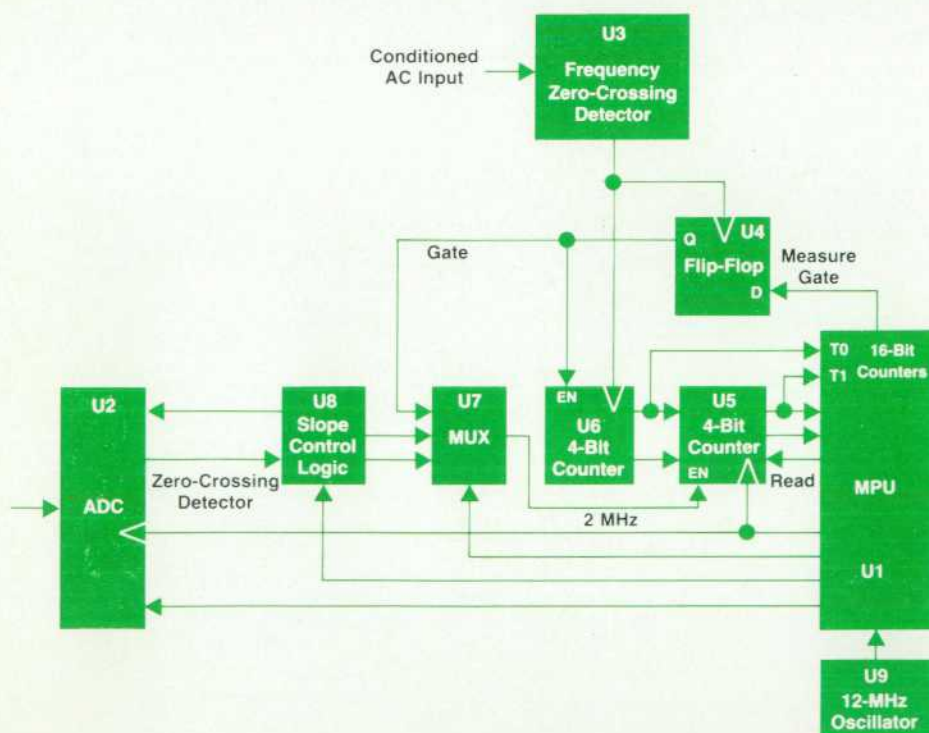 U3
Frequency
Zero-Crossing
Detector
Conditioned
AC Input
Q
U4
Flip-Flop
D
Gate
Measure
Gate
T0
16-Bit
Counters
T1
MPU
U1
U2
ADC
U8
Slope
Control
Logic
Zero-Crossing
Detector
U7
MUX
EN
U6
4-Bit
Counter
U5
4-Bit
Counter
EN
Read
2 MHz
U9
12-MHz
Oscillator